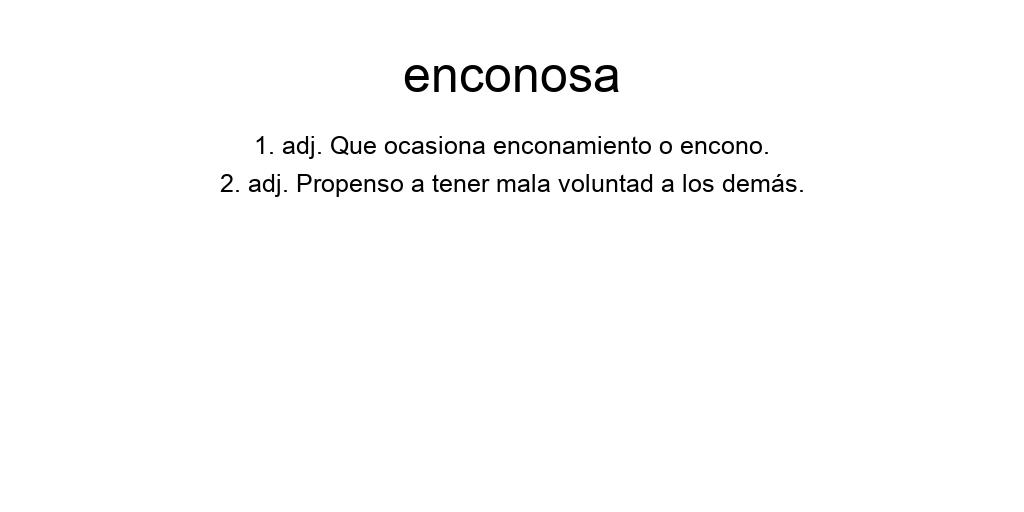 enconosa
1. adj. Que ocasiona enconamiento o encono.
2. adj. Propenso a tener mala voluntad a los demás.